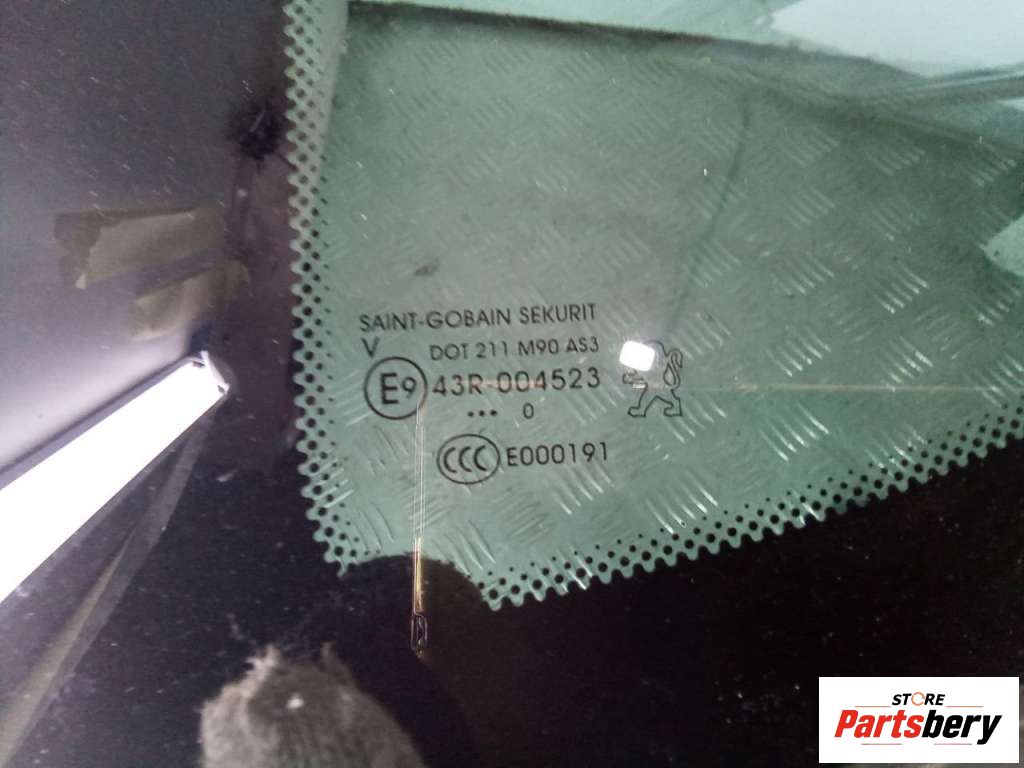 SAINT-GOBAIN SEKURIT
V DOT 211 M90 AS3
E9 43R-004523
... 0
CCC E000191
STORE
Partsbery